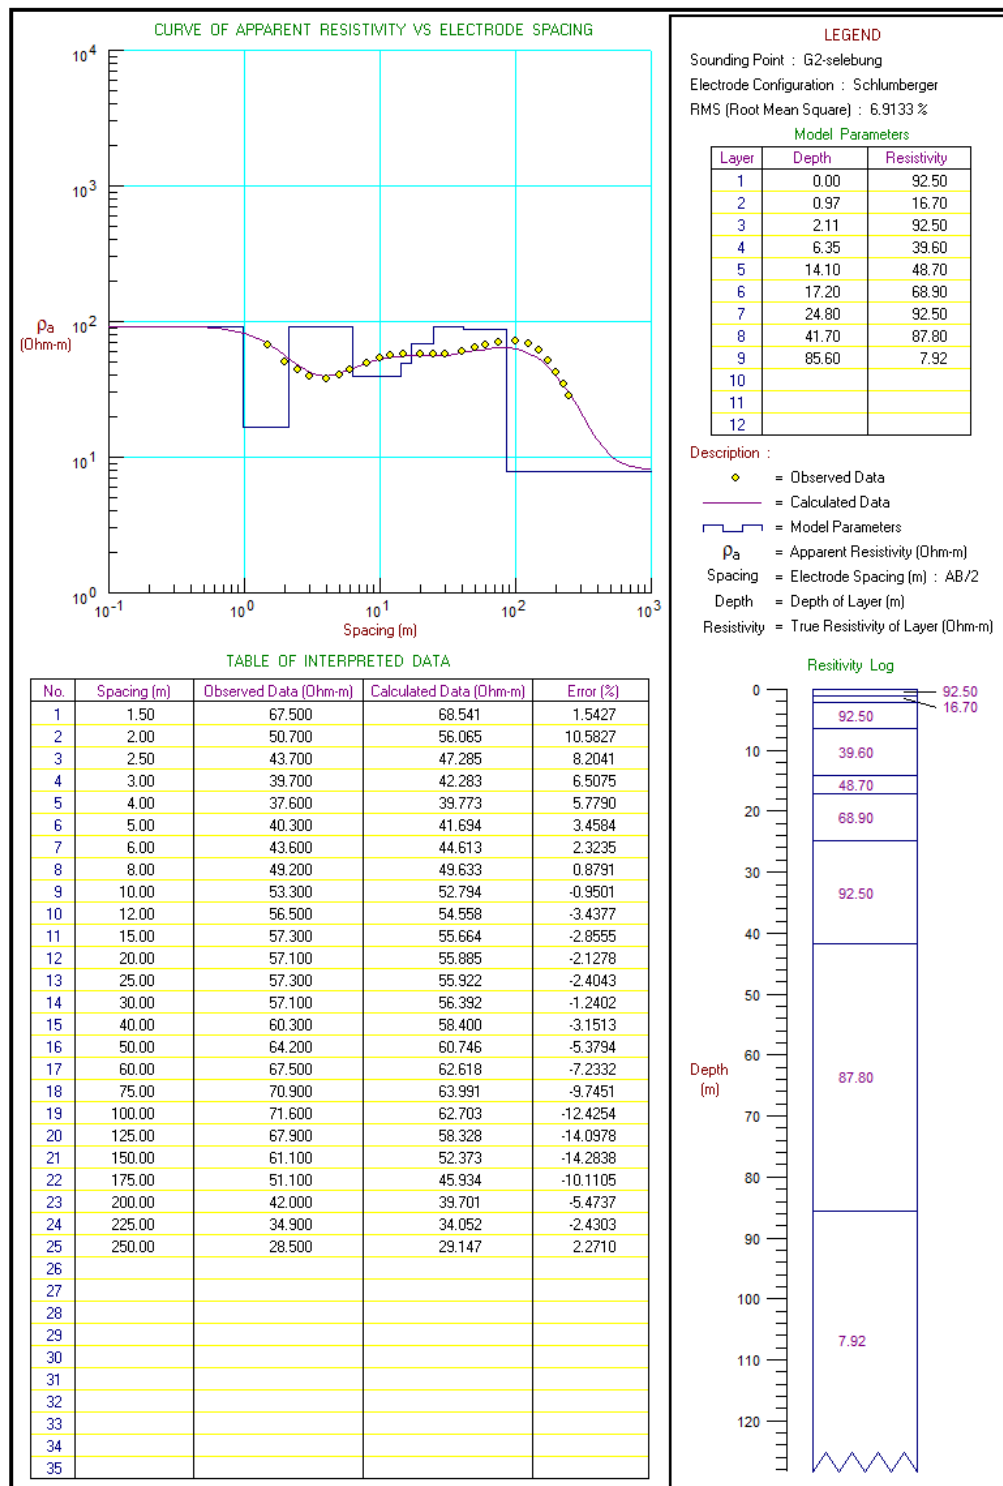 CURVE OF APPARENT RESISTIVITY VS ELECTRODE SPACING
10^4
10^3
10^2
ρa
(Ohm-m)
10^1
10^0
10^-1 10^0 10^1 10^2 10^3
Spacing (m)
LEGEND
Sounding Point : G2-selebung
Electrode Configuration : Schlumberger
RMS (Root Mean Square) : 6.9133 %
Model Parameters
Layer Depth Resistivity
1 0.00 92.50
2 0.97 16.70
3 2.11 92.50
4 6.35 39.60
5 14.10 48.70
6 17.20 68.90
7 24.80 92.50
8 41.70 87.80
9 85.60 7.92
10
11
12
Description :
= Observed Data
= Calculated Data
= Model Parameters
ρa = Apparent Resistivity (Ohm-m)
Spacing = Electrode Spacing (m) : AB/2
Depth = Depth of Layer (m)
Resistivity = True Resistivity of Layer (Ohm-m)
TABLE OF INTERPRETED DATA
No. Spacing (m) Observed Data (Ohm-m) Calculated Data (Ohm-m) Error (%)
1 1.50 67.500 68.541 1.5427
2 2.00 50.700 56.065 10.5827
3 2.50 43.700 47.285 8.2041
4 3.00 39.700 42.283 6.5075
5 4.00 37.600 39.773 5.7790
6 5.00 40.300 41.694 3.4584
7 6.00 43.600 44.613 2.3235
8 8.00 49.200 49.633 0.8791
9 10.00 53.300 52.794 -0.9501
10 12.00 56.500 54.558 -3.4377
11 15.00 57.300 55.664 -2.8555
12 20.00 57.100 55.885 -2.1278
13 25.00 57.300 55.922 -2.4043
14 30.00 57.100 56.392 -1.2402
15 40.00 60.300 58.400 -3.1513
16 50.00 64.200 60.746 -5.3794
17 60.00 67.500 62.618 -7.2332
18 75.00 70.900 63.991 -9.7451
19 100.00 71.600 62.703 -12.4254
20 125.00 67.900 58.328 -14.0978
21 150.00 61.100 52.373 -14.2838
22 175.00 51.100 45.934 -10.1105
23 200.00 42.000 39.701 -5.4737
24 225.00 34.900 34.052 -2.4303
25 250.00 28.500 29.147 2.2710
26
27
28
29
30
31
32
33
34
35
Resitivity Log
0 92.50
16.70
92.50
10 39.60
48.70
20 68.90
30
92.50
40
50
60
Depth
(m)
87.80
70
80
90
100
7.92
110
120